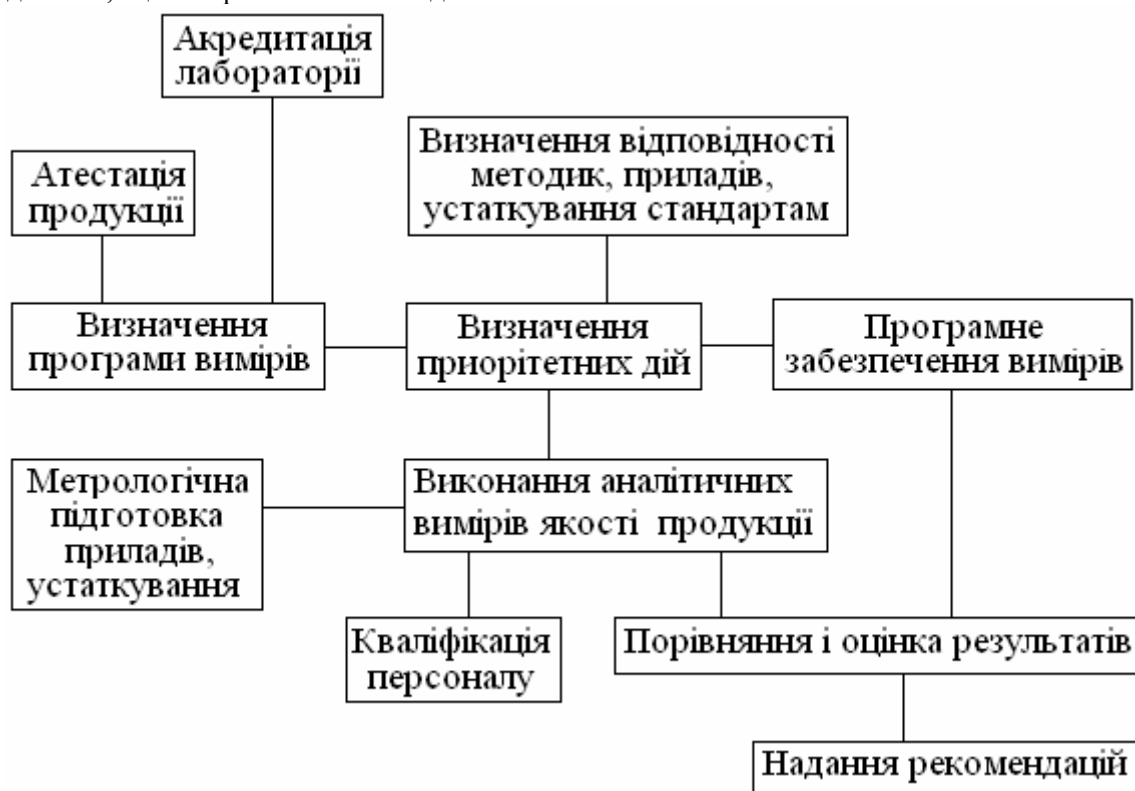 Акредитація
лабораторії
Визначення відповідності
методик, приладів,
устаткування стандартам
Атестація
продукції
Визначення
програми вимірів
Визначення
приорітетних дій
Програмне
забезпечення вимірів
Метрологічна
підготовка
приладів,
устаткування
Виконання аналітичних
вимірів якості продукції
Кваліфікація
персоналу
Порівняння і оцінка результатів
Надання рекомендацій